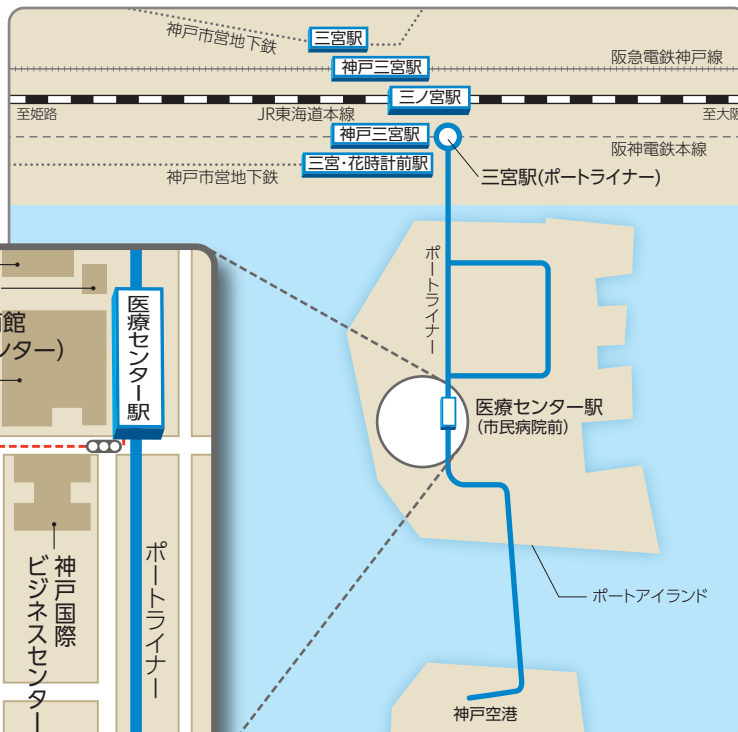 神戸市営地下鉄
三宮駅
阪急電鉄神戸線
神戸三宮駅
三ノ宮駅
至姫路
JR東海道本線
至大阪
神戸三宮駅
阪神電鉄本線
神戸市営地下鉄
三宮・花時計前駅
三宮駅(ポートライナー)
ポートライナー
医療センター駅
(市民病院前)
ポートアイランド
神戸空港
館
ンター)
医療センター駅
神戸国際
ビジネスセンター
ポートライナー